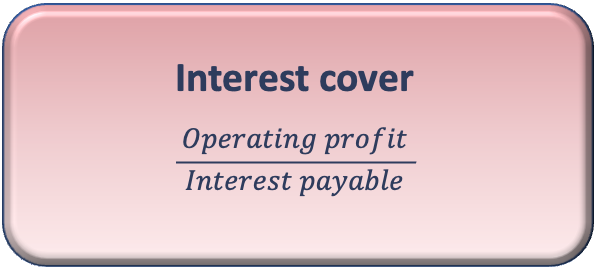 Interest cover
Operating profit
Interest payable